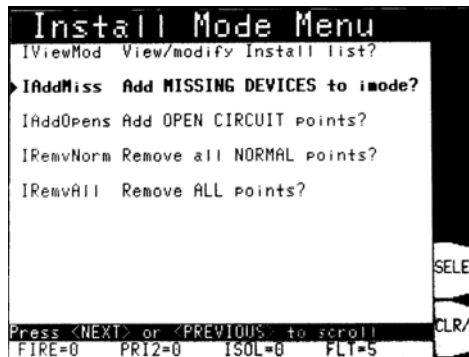 Install Mode Menu
IViewMod View/modify Install list?
IAddMiss Add MISSING DEVICES to imode?
IAddOpens Add OPEN CIRCUIT points?
IRemvNorm Remove all NORMAL points?
IRemvAll Remove ALL points?
SELE
CLR/
Press <NEXT> or <PREVIOUS> to scroll
FIRE=0 PRI2=0 ISOL=0 FLT=5